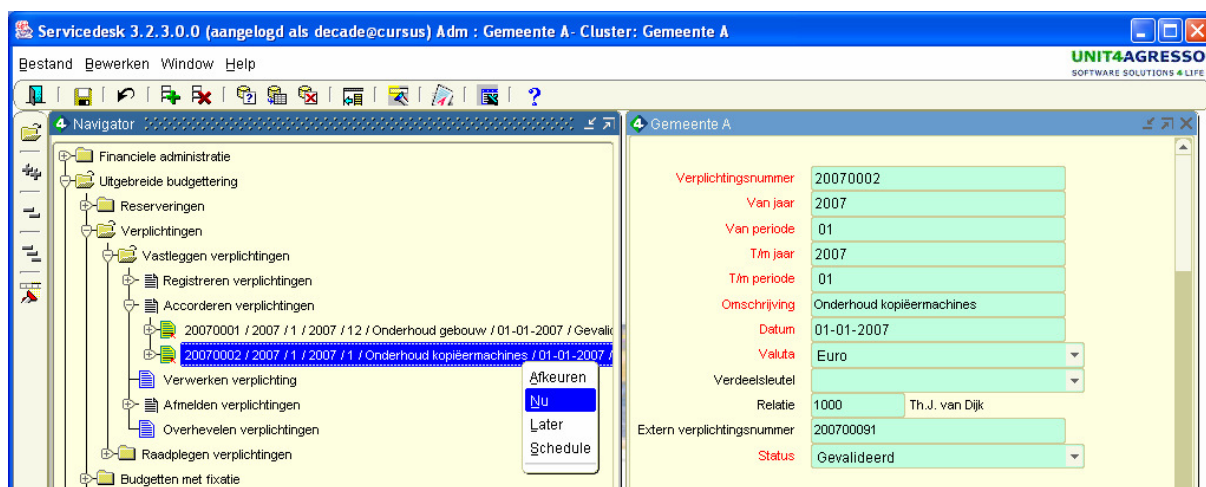 Servicedesk 3.2.3.0.0 (aangelogd als decade@cursus) Adm : Gemeente A- Cluster: Gemeente A
Bestand Bewerken Window Help
UNIT4AGRESSO
SOFTWARE SOLUTIONS 4 LIFE
4 Navigator
Financiele administratie
Uitgebreide budgettering
Reserveringen
Verplichtingen
Vastleggen verplichtingen
Registreren verplichtingen
Accorderen verplichtingen
20070001 / 2007 / 1 / 2007 / 12 / Onderhoud gebouw / 01-01-2007 / Gevalid
20070002 / 2007 / 1 / 2007 / 1 / Onderhoud kopiëermachines / 01-01-2007 /
Verwerken verplichting
Afmelden verplichtingen
Overhevelen verplichtingen
Raadplegen verplichtingen
Budgetten met fixatie
Afkeuren
Nu
Later
Schedule
4 Gemeente A
Verplichtingsnummer 20070002
Van jaar 2007
Van periode 01
T/m jaar 2007
T/m periode 01
Omschrijving Onderhoud kopiëermachines
Datum 01-01-2007
Valuta Euro
Verdeelsleutel
Relatie 1000 Th.J. van Dijk
Extern verplichtingsnummer 200700091
Status Gevalideerd